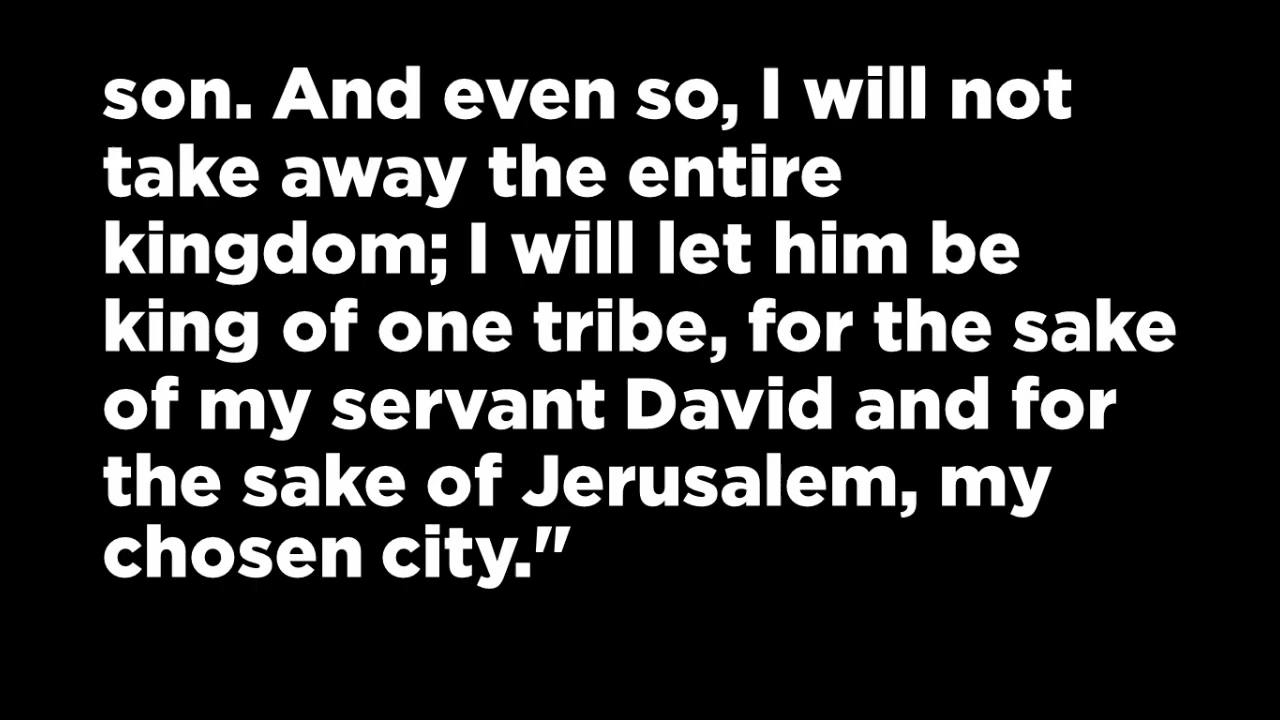 son. And even so, I will not
take away the entire
kingdom; I will let him be
king of one tribe, for the sake
of my servant David and for
the sake of Jerusalem, my
chosen city."